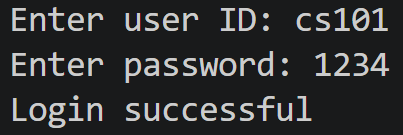 Enter user ID: cs101
Enter password: 1234
Login successful